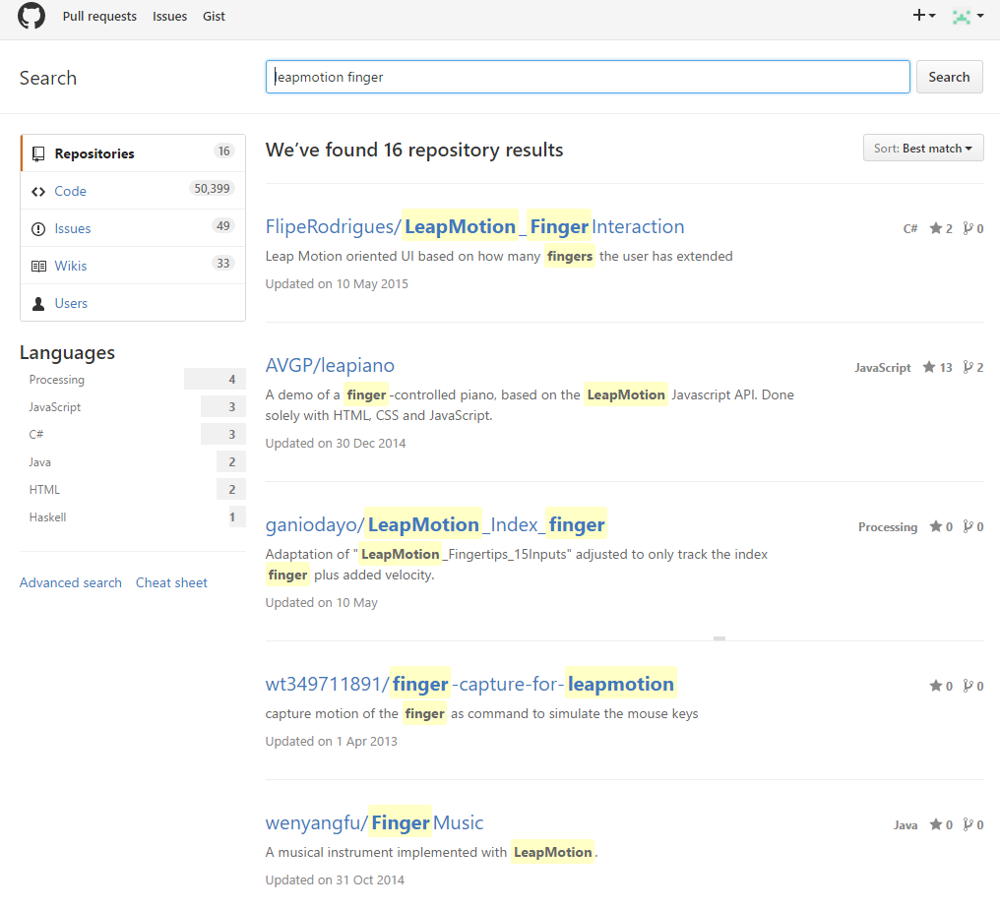 Pull requests Issues Gist
Search leapmotion finger Search
Repositories 16
Code 50,399
Issues 49
Wikis 33
Users
Languages
Processing 4
JavaScript 3
C# 3
Java 2
HTML 2
Haskell 1
Advanced search Cheat sheet
We've found 16 repository results Sort: Best match
FlipeRodrigues/LeapMotion_FingerInteraction C# 2 0
Leap Motion oriented UI based on how many fingers the user has extended
Updated on 10 May 2015
AVGP/leapiano JavaScript 13 2
A demo of a finger-controlled piano, based on the LeapMotion Javascript API. Done
solely with HTML, CSS and JavaScript.
Updated on 30 Dec 2014
ganiodayo/LeapMotion_Index_finger Processing 0 0
Adaptation of "LeapMotion_Fingertips_15Inputs" adjusted to only track the index
finger plus added velocity.
Updated on 10 May
wt349711891/finger-capture-for-leapmotion 0 0
capture motion of the finger as command to simulate the mouse keys
Updated on 1 Apr 2013
wenyangfu/FingerMusic Java 0 0
A musical instrument implemented with LeapMotion.
Updated on 31 Oct 2014